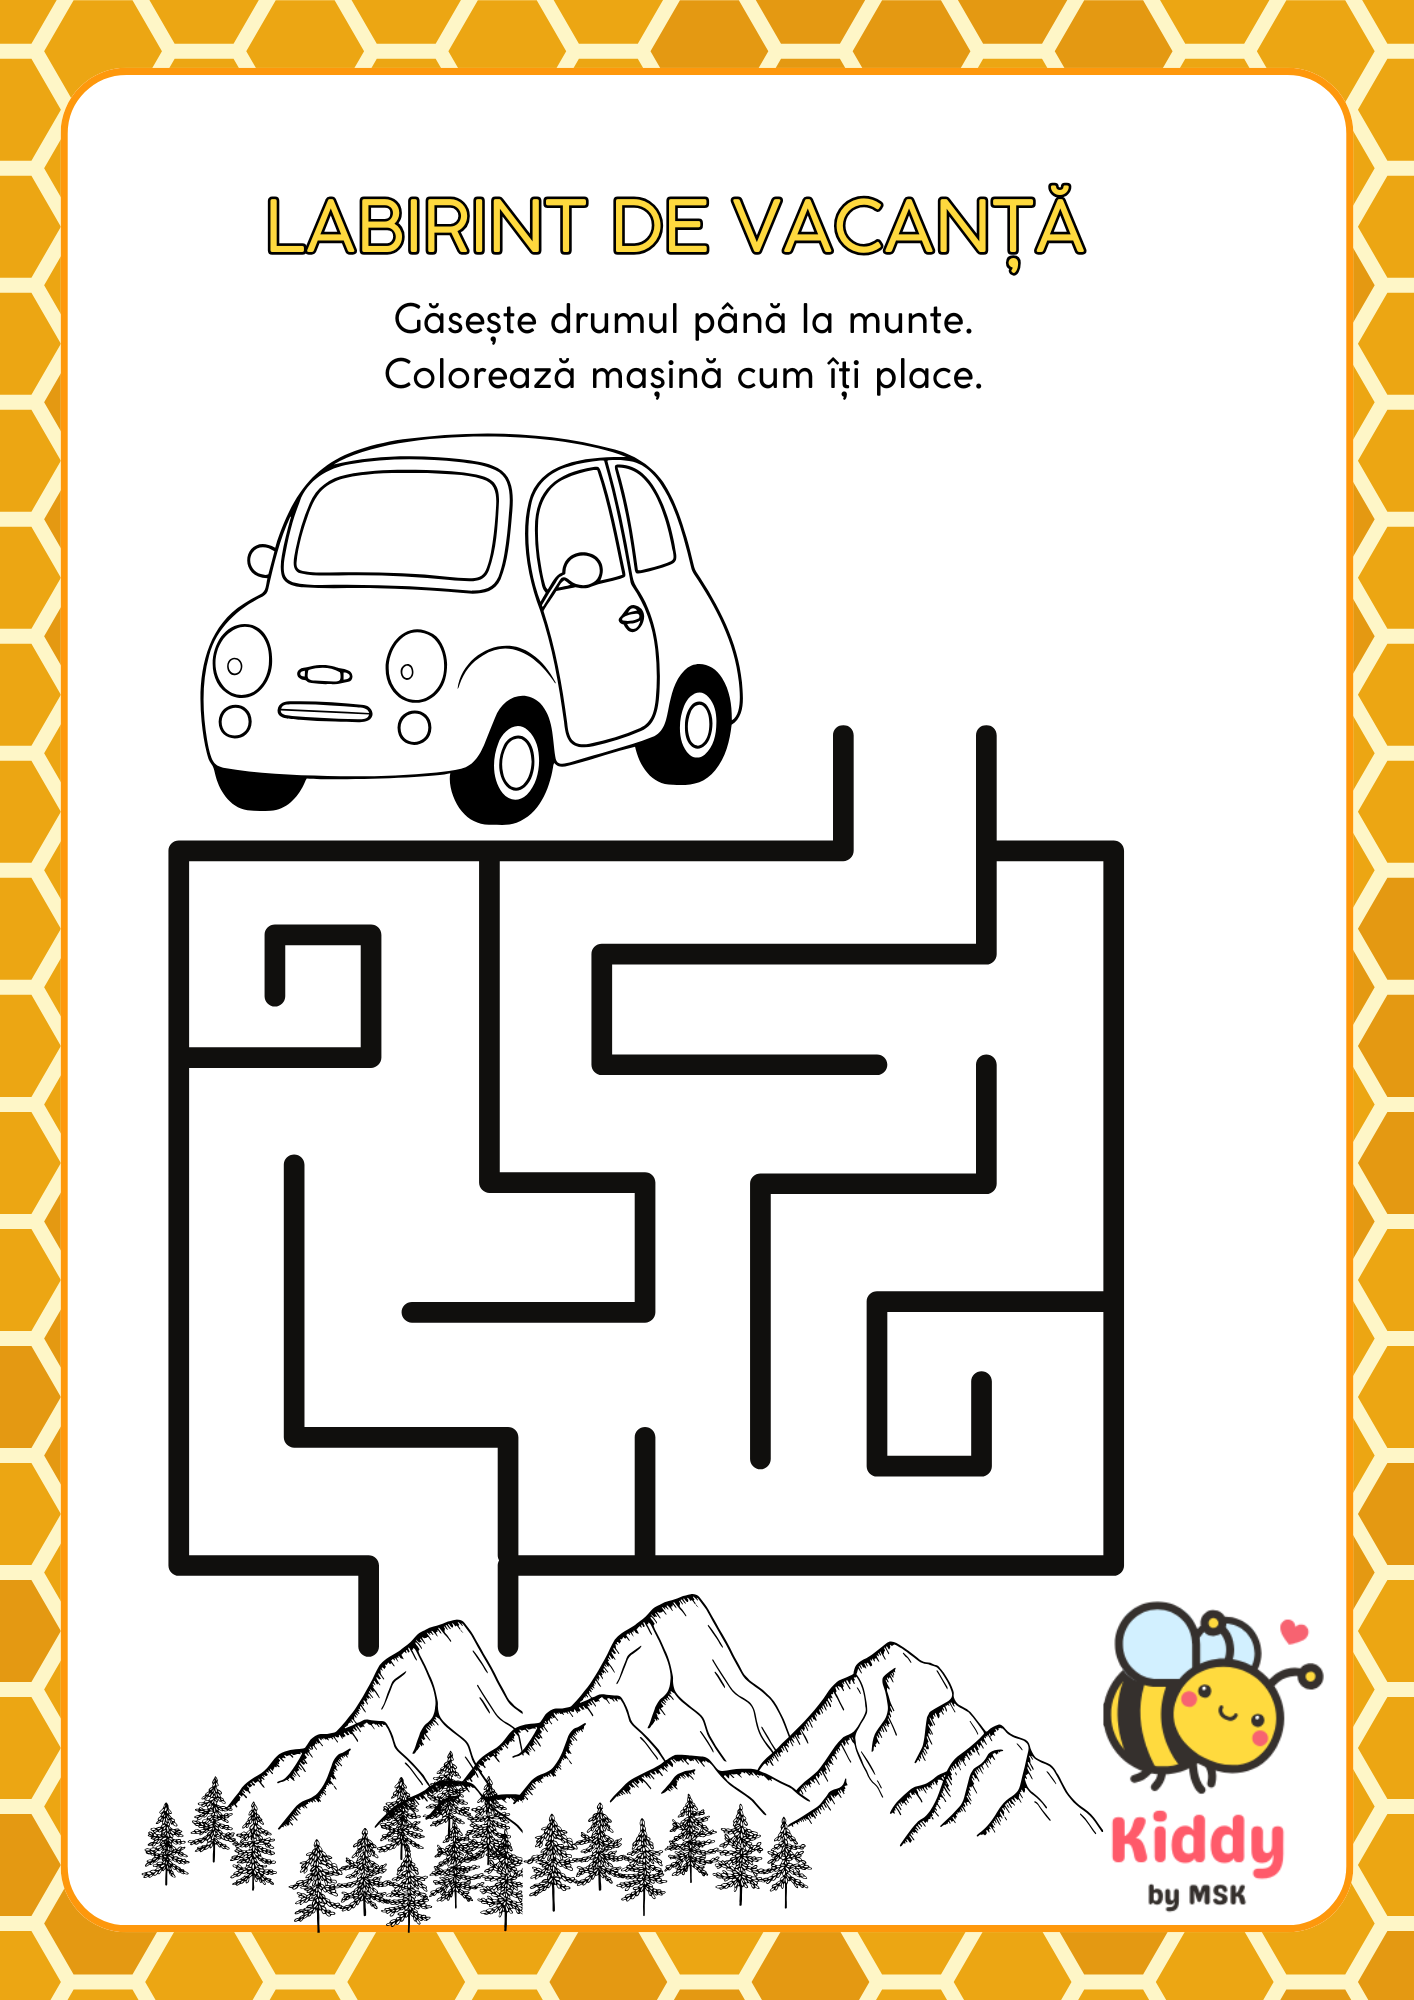 LABIRINT DE VACANȚĂ
Găsește drumul până la munte.
Colorează mașină cum îți place.
Kiddy
by MSK